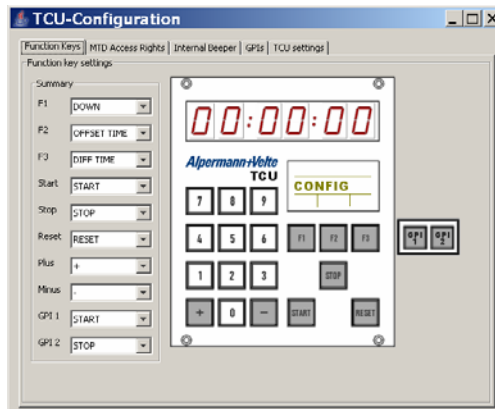 TCU-Configuration
Function Keys MTD Access Rights Internal Beeper GPIs TCU settings
Function key settings
Summary
F1 DOWN
F2 OFFSET TIME
F3 DIFF TIME
Start START
Stop STOP
Reset RESET
Plus +
Minus -
GPI 1 START
GPI 2 STOP
00:00:00
Alpermann+Velte
TCU
CONFIG
7 8 9
4 5 6 F1 F2 F3
1 2 3 STOP
+ 0 - START RESET
GPI 1 GPI 2